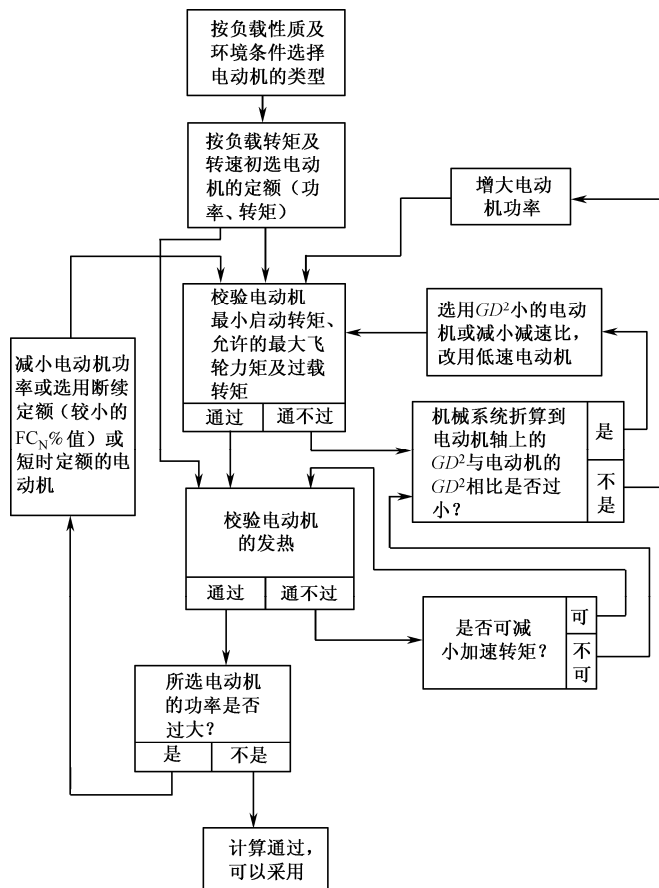 按负载性质及
环境条件选择
电动机的类型
按负载转矩及
转速初选电动
机的定额（功
率、转矩）
增大电动
机功率
校验电动机
最小启动转矩、
允许的最大飞
轮力矩及过载
转矩
通过
通不过
选用GD²小的电动
机或减小减速比，
改用低速电动机
减小电动机功
率或选用断续
定额（较小的
FC_N%值）或
短时定额的电
动机
机械系统折算到
电动机轴上的
GD²与电动机的
GD²相比是否过
小？
是
不
是
校验电动机
的发热
通过
通不过
是否可减
小加速转矩？
可
不
可
所选电动机
的功率是否
过大？
是
不是
计算通过，
可以采用